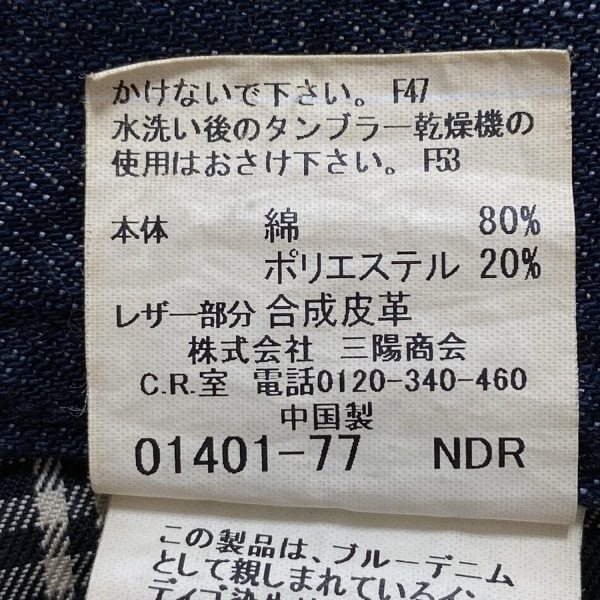 かけないで下さい。 F47
水洗い後のタンブラー乾燥機の
使用はおさけ下さい。 F53
本体 綿 80%
ポリエステル 20%
レザー部分 合成皮革
株式会社 三陽商会
C.R.室 電話0120-340-460
中国製
01401-77 NDR
この製品は、ブルーデニム
として親しまれているイン
ディゴ染